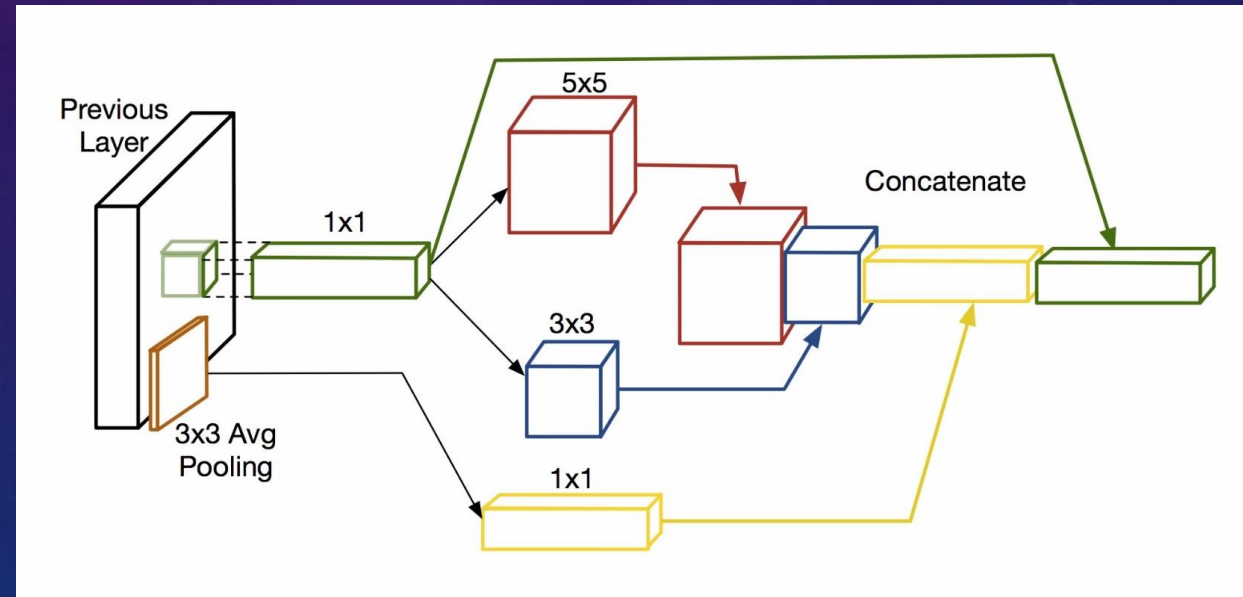 Previous
Layer
1x1
5x5
3x3
Concatenate
3x3 Avg
Pooling
1x1